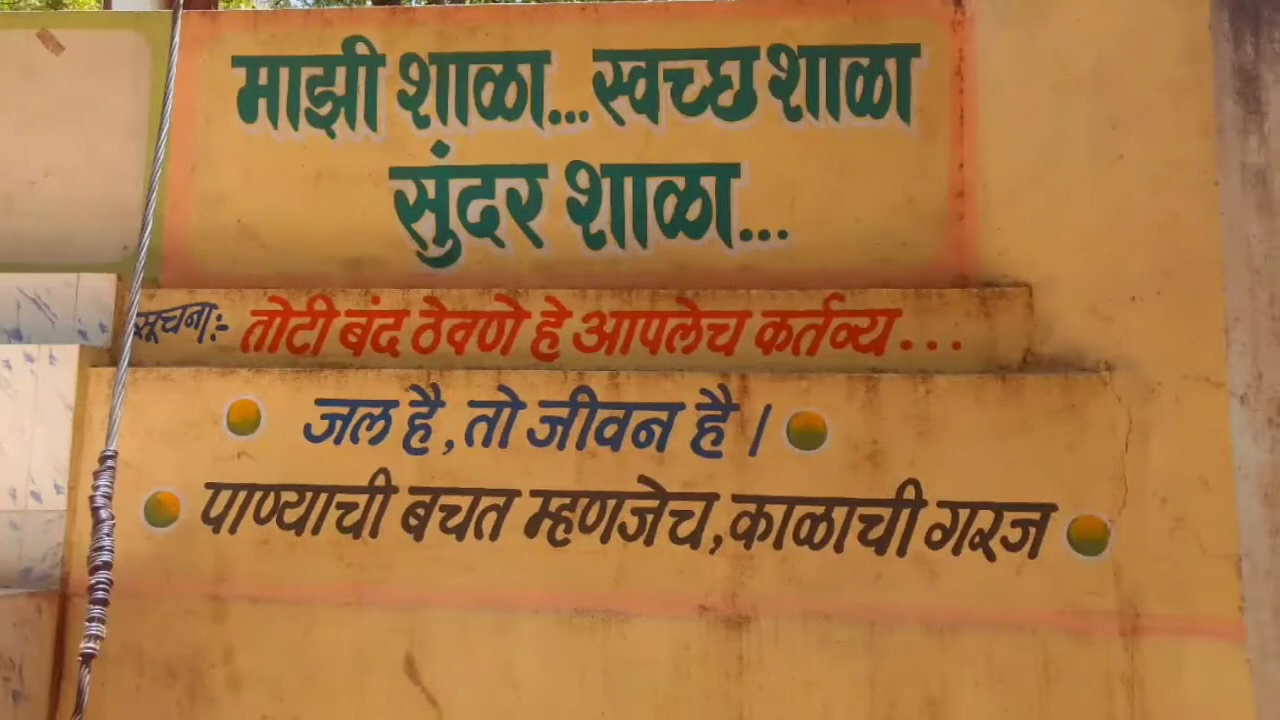 माझी शाळा...स्वच्छ शाळा
सुंदर शाळा...
सूचना:- तोटी बंद ठेवणे हे आपलेच कर्तव्य...
जल है, तो जीवन है।
पाण्याची बचत म्हणजेच, काळाची गरज